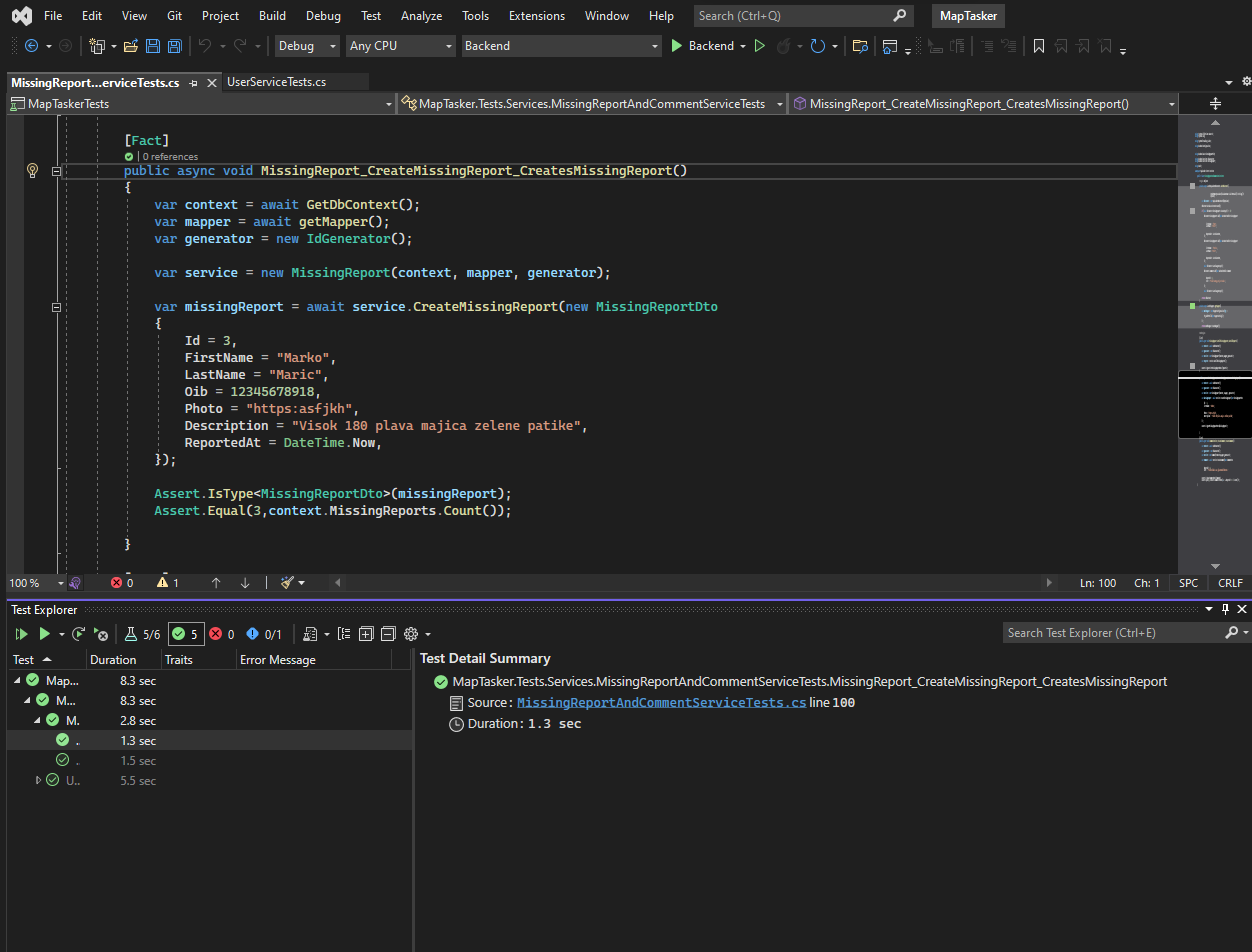 File Edit View Git Project Build Debug Test Analyze Tools Extensions Window Help Search (Ctrl+Q) MapTasker
Debug Any CPU Backend Backend
MissingReport...erviceTests.cs UserServiceTests.cs
MapTaskerTests MapTasker.Tests.Services.MissingReportAndCommentServiceTests MissingReport_CreateMissingReport_CreatesMissingReport()
[Fact]
0 references
public async void MissingReport_CreateMissingReport_CreatesMissingReport()
{
var context = await GetDbContext();
var mapper = await getMapper();
var generator = new IdGenerator();
var service = new MissingReport(context, mapper, generator);
var missingReport = await service.CreateMissingReport(new MissingReportDto
{
Id = 3,
FirstName = "Marko",
LastName = "Maric",
Oib = 12345678918,
Photo = "https:asfjkh",
Description = "Visok 180 plava majica zelene patike",
ReportedAt = DateTime.Now,
});
Assert.IsType<MissingReportDto>(missingReport);
Assert.Equal(3,context.MissingReports.Count());
}
100 % 0 1 Ln: 100 Ch: 1 SPC CRLF
Test Explorer
5/6 5 0 0/1 Search Test Explorer (Ctrl+E)
Test Duration Traits Error Message
Map... 8.3 sec
M... 8.3 sec
M. 2.8 sec
.. 1.3 sec
.. 1.5 sec
U.. 5.5 sec
Test Detail Summary
MapTasker.Tests.Services.MissingReportAndCommentServiceTests.MissingReport_CreateMissingReport_CreatesMissingReport
Source: MissingReportAndCommentServiceTests.cs line 100
Duration: 1.3 sec